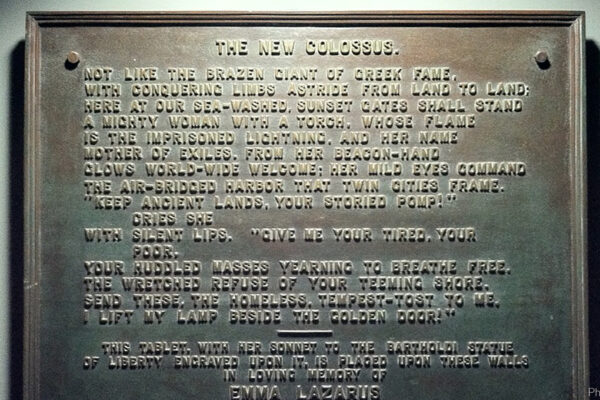 THE NEW COLOSSUS.
NOT LIKE THE BRAZEN GIANT OF GREEK FAME,
WITH CONQUERING LIMBS ASTRIDE FROM LAND TO LAND;
HERE AT OUR SEA-WASHED, SUNSET GATES SHALL STAND
A MIGHTY WOMAN WITH A TORCH, WHOSE FLAME
IS THE IMPRISONED LIGHTNING, AND HER NAME
MOTHER OF EXILES. FROM HER BEACON-HAND
GLOWS WORLD-WIDE WELCOME; HER MILD EYES COMMAND
THE AIR-BRIDGED HARBOR THAT TWIN CITIES FRAME.
"KEEP ANCIENT LANDS, YOUR STORIED POMP!"
CRIES SHE
WITH SILENT LIPS. "GIVE ME YOUR TIRED, YOUR
POOR,
YOUR HUDDLED MASSES YEARNING TO BREATHE FREE,
THE WRETCHED REFUSE OF YOUR TEEMING SHORE.
SEND THESE, THE HOMELESS, TEMPEST-TOST TO ME,
I LIFT MY LAMP BESIDE THE GOLDEN DOOR!"
THIS TABLET, WITH HER SONNET TO THE BARTHOLDI STATUE
OF LIBERTY ENGRAVED UPON IT, IS PLACED UPON THESE WALLS
IN LOVING MEMORY OF
EMMA LAZARUS
Ph